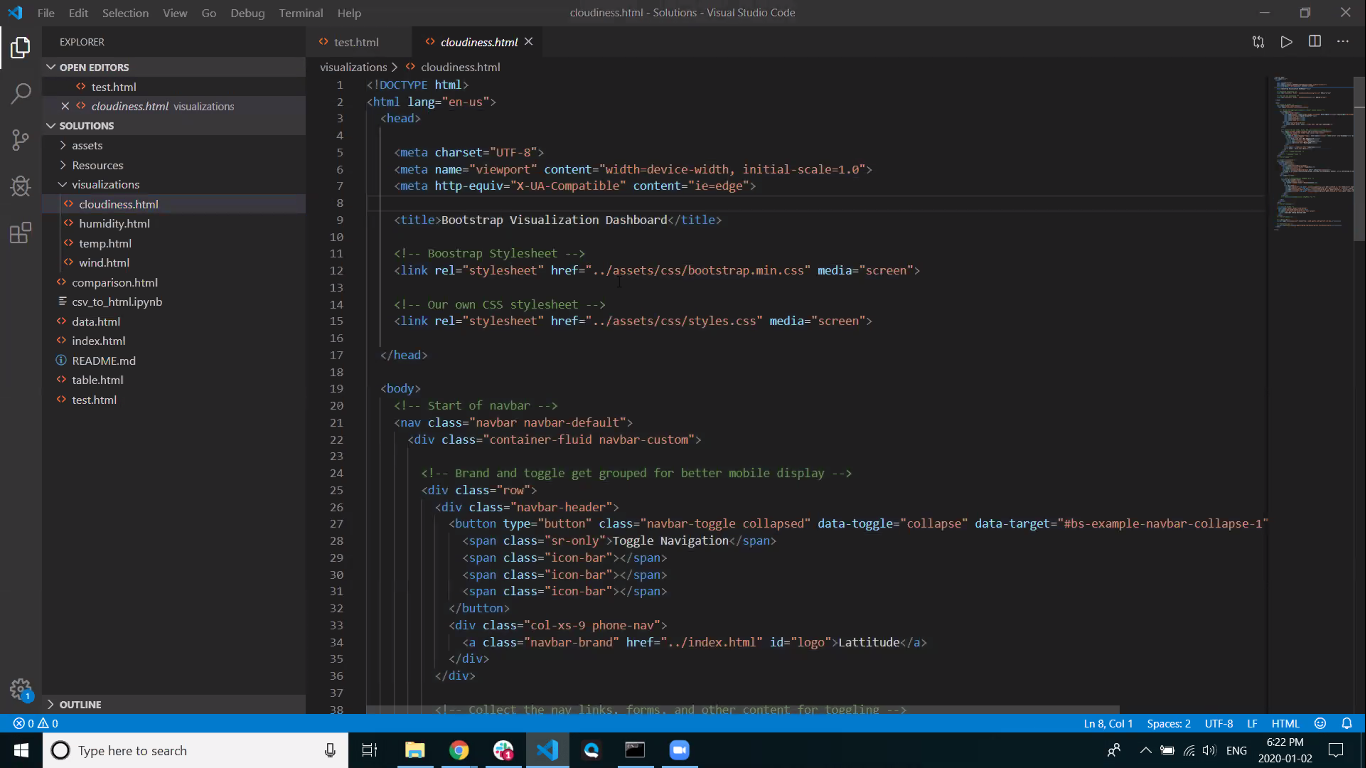 File Edit Selection View Go Debug Terminal Help cloudiness.html - Solutions - Visual Studio Code
EXPLORER
OPEN EDITORS
test.html
cloudiness.html visualizations
SOLUTIONS
assets
Resources
visualizations
cloudiness.html
humidity.html
temp.html
wind.html
comparison.html
csv_to_html.ipynb
data.html
index.html
README.md
table.html
test.html
OUTLINE
test.html cloudiness.html
visualizations > cloudiness.html
1 <!DOCTYPE html>
2 <html lang="en-us">
3 <head>
4
5 <meta charset="UTF-8">
6 <meta name="viewport" content="width=device-width, initial-scale=1.0">
7 <meta http-equiv="X-UA-Compatible" content="ie=edge">
8
9 <title>Bootstrap Visualization Dashboard</title>
10
11 <!-- Boostrap Stylesheet -->
12 <link rel="stylesheet" href="../assets/css/bootstrap.min.css" media="screen">
13
14 <!-- Our own CSS stylesheet -->
15 <link rel="stylesheet" href="../assets/css/styles.css" media="screen">
16
17 </head>
18
19 <body>
20 <!-- Start of navbar -->
21 <nav class="navbar navbar-default">
22 <div class="container-fluid navbar-custom">
23
24 <!-- Brand and toggle get grouped for better mobile display -->
25 <div class="row">
26 <div class="navbar-header">
27 <button type="button" class="navbar-toggle collapsed" data-toggle="collapse" data-target="#bs-example-navbar-collapse-1"
28 <span class="sr-only">Toggle Navigation</span>
29 <span class="icon-bar"></span>
30 <span class="icon-bar"></span>
31 <span class="icon-bar"></span>
32 </button>
33 <div class="col-xs-9 phone-nav">
34 <a class="navbar-brand" href="../index.html" id="logo">Lattitude</a>
35 </div>
36 </div>
37
38 <!-- Collect the nav links, forms, and other content for toggling -->
1
0 0 Ln 8, Col 1 Spaces: 2 UTF-8 LF HTML
Type here to search
1
ENG
6:22 PM
2020-01-02